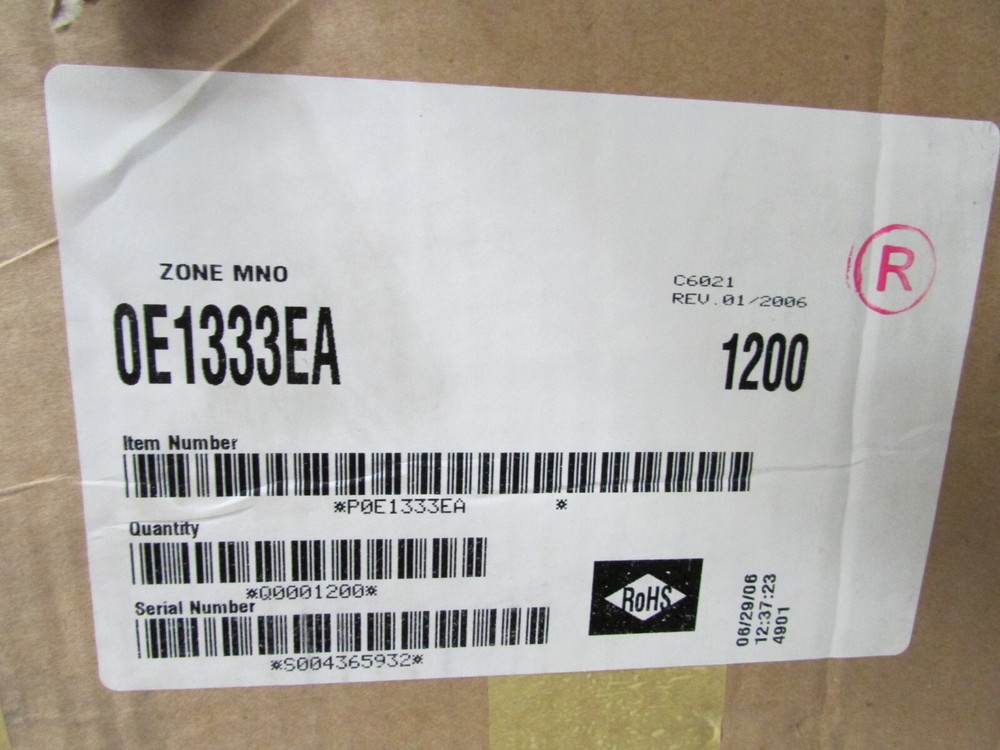 ZONE MNO
C6021
REV.01/2006
R
0E1333EA
1200
Item Number
*P0E1333EA *
Quantity
*Q0001200*
Serial Number
*S004365932*
RoHS
06/29/06
12:37:23
4901